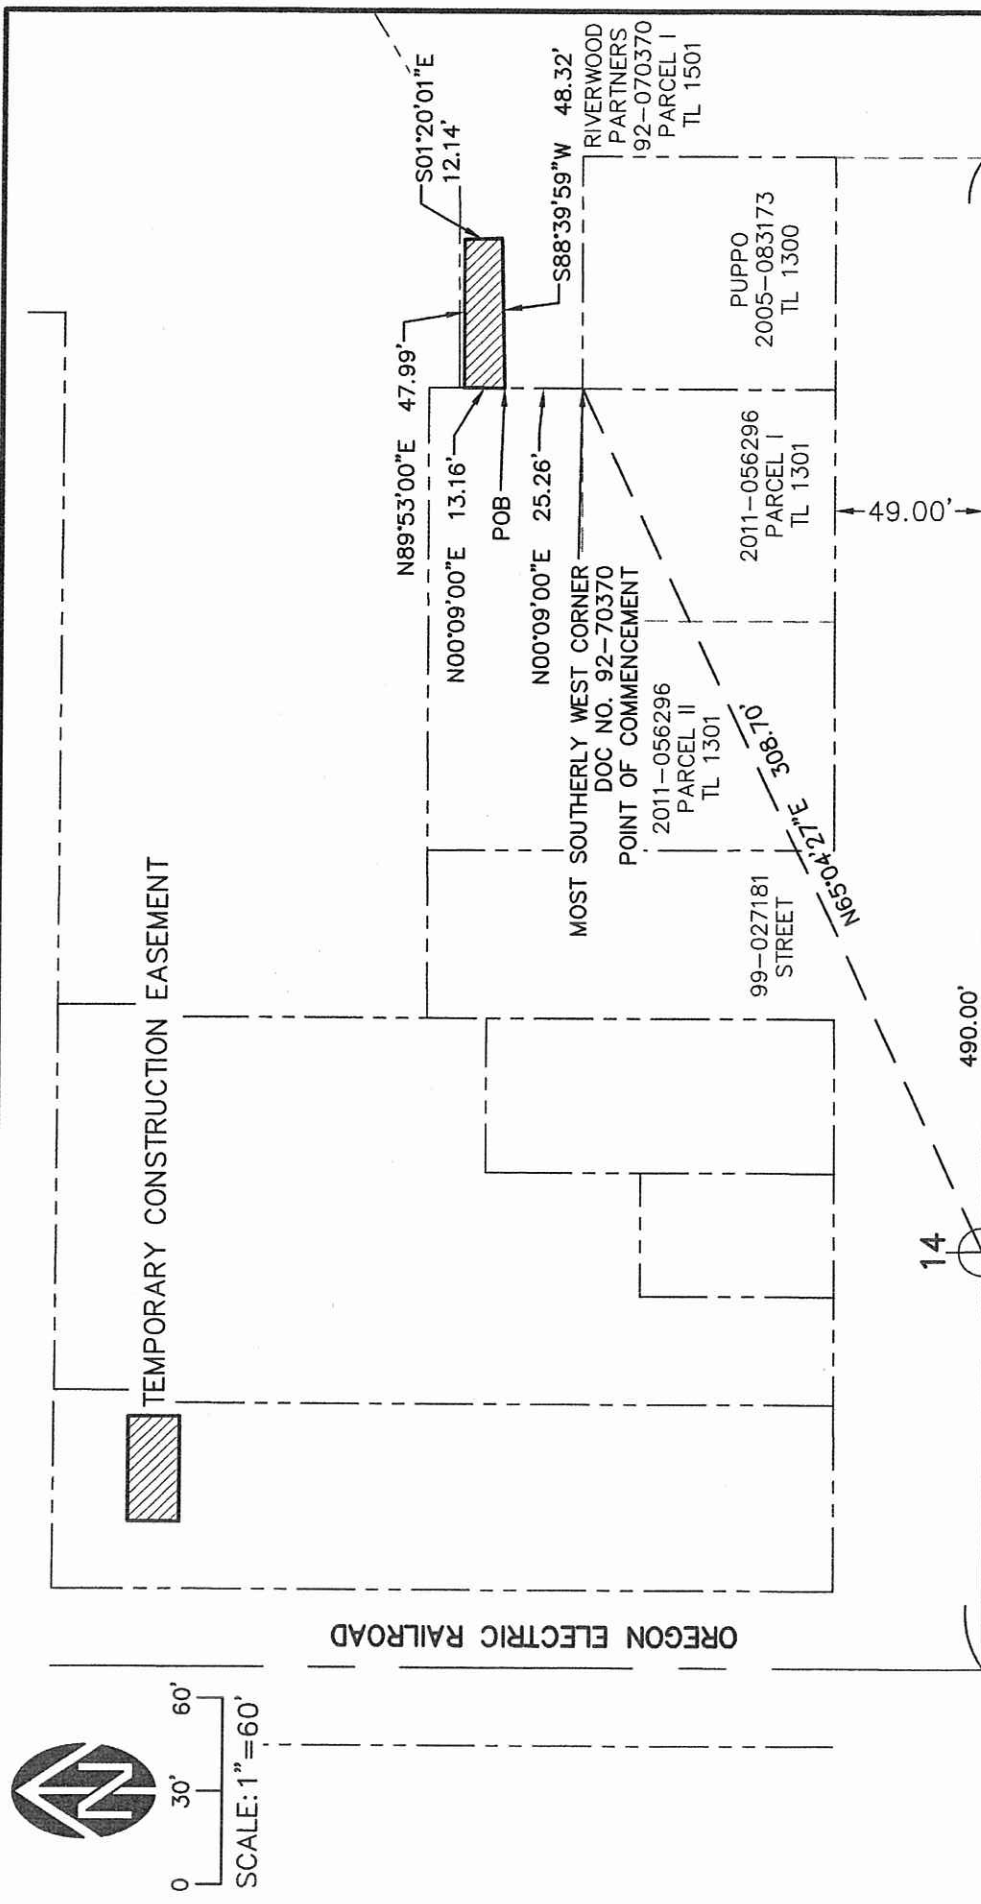 N
0 30' 60'
SCALE: 1"=60'
OREGON ELECTRIC RAILROAD
TEMPORARY CONSTRUCTION EASEMENT
N89°53'00"E 47.99'
N00°09'00"E 13.16'
POB
N00°09'00"E 25.26'
MOST SOUTHERLY WEST CORNER
DOC NO. 92-70370
POINT OF COMMENCEMENT
S01°20'01"E
12.14'
S88°39'59"W 48.32'
RIVERWOOD
PARTNERS
92-070370
PARCEL I
TL 1501
PUPPO
2005-083173
TL 1300
2011-056296
PARCEL I
TL 1301
2011-056296
PARCEL II
TL 1301
99-027181
STREET
N65°04'27"E 308.70'
49.00'
490.00'
14